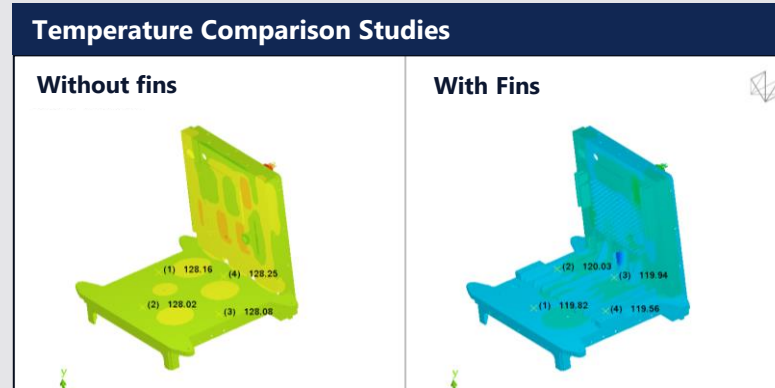 Temperature Comparison Studies
Without fins
With Fins
(1) 128.16
(4) 128.25
(2) 128.02
(3) 128.08
(2) 120.03
(3) 119.94
(1) 119.82
(4) 119.56
y
y